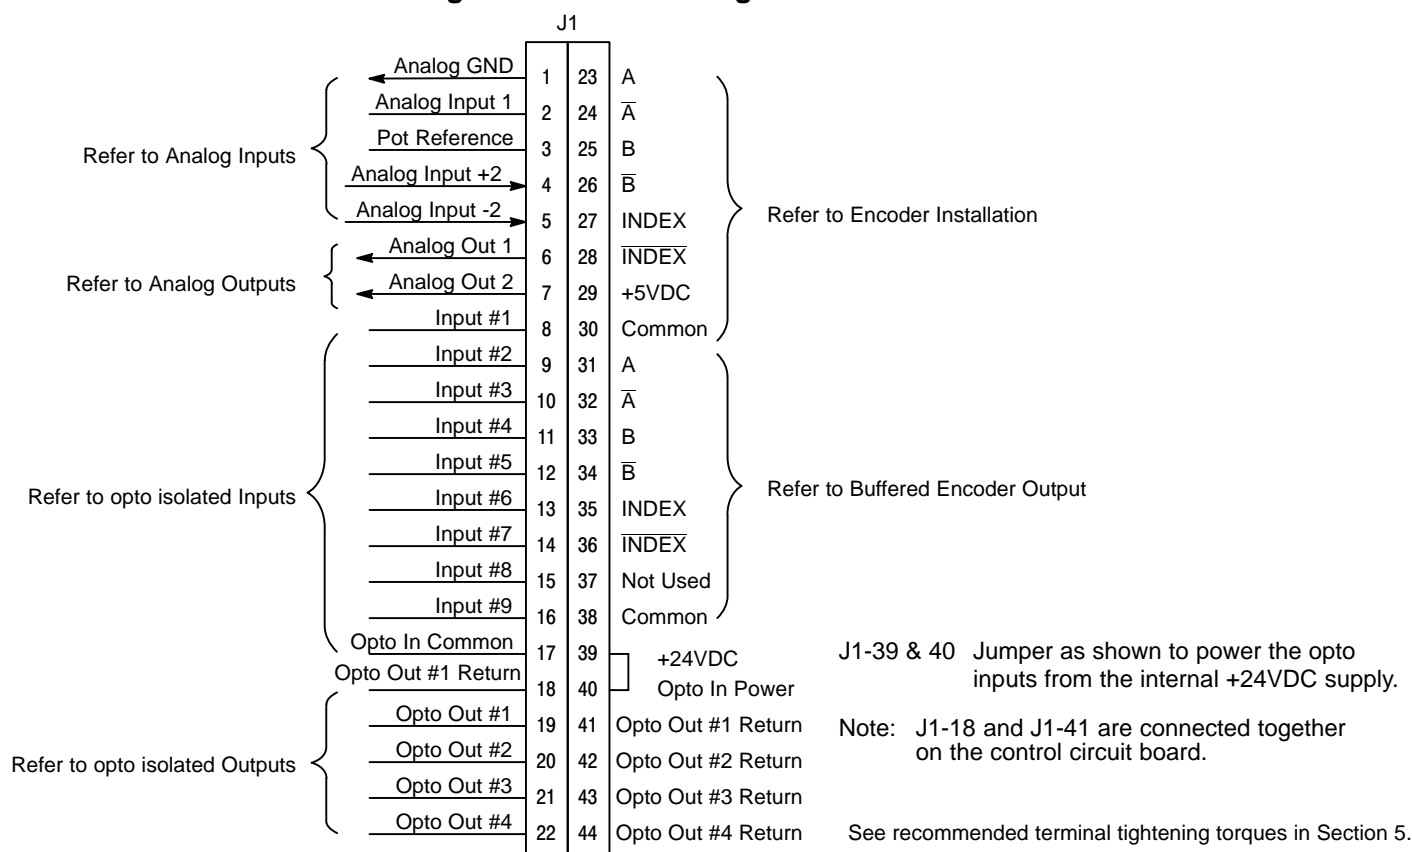 J1
Analog GND 1 23 A
Analog Input 1 2 24 A̅
Pot Reference 3 25 B
Analog Input +2 4 26 B̅
Analog Input -2 5 27 INDEX
Analog Out 1 6 28 I̅N̅D̅E̅X̅
Analog Out 2 7 29 +5VDC
Input #1 8 30 Common
Input #2 9 31 A
Input #3 10 32 A̅
Input #4 11 33 B
Input #5 12 34 B̅
Input #6 13 35 INDEX
Input #7 14 36 I̅N̅D̅E̅X̅
Input #8 15 37 Not Used
Input #9 16 38 Common
Opto In Common 17 39 +24VDC
Opto Out #1 Return 18 40 Opto In Power
Opto Out #1 19 41 Opto Out #1 Return
Opto Out #2 20 42 Opto Out #2 Return
Opto Out #3 21 43 Opto Out #3 Return
Opto Out #4 22 44 Opto Out #4 Return
Refer to Analog Inputs
Refer to Analog Outputs
Refer to opto isolated Inputs
Refer to opto isolated Outputs
Refer to Encoder Installation
Refer to Buffered Encoder Output
J1-39 & 40 Jumper as shown to power the opto
inputs from the internal +24VDC supply.
Note: J1-18 and J1-41 are connected together
on the control circuit board.
See recommended terminal tightening torques in Section 5.